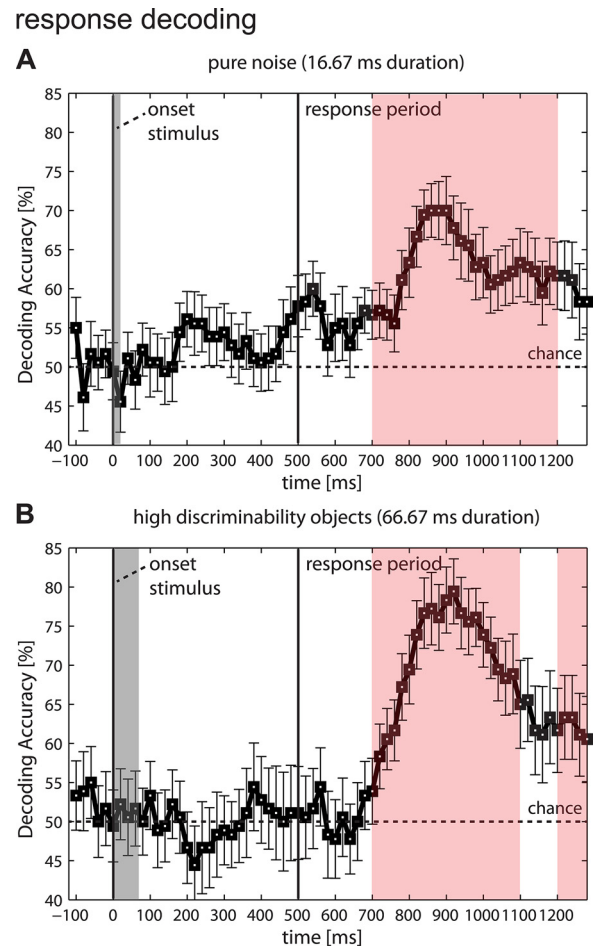 response decoding
A
pure noise (16.67 ms duration)
85
80
75
70
65
60
55
50
45
40
Decoding Accuracy [%]
onset
stimulus
response period
chance
−100 0 100 200 300 400 500 600 700 800 900 1000 1100 1200
time [ms]
B
high discriminability objects (66.67 ms duration)
85
80
75
70
65
60
55
50
45
40
Decoding Accuracy [%]
onset
stimulus
response period
chance
−100 0 100 200 300 400 500 600 700 800 900 1000 1100 1200
time [ms]